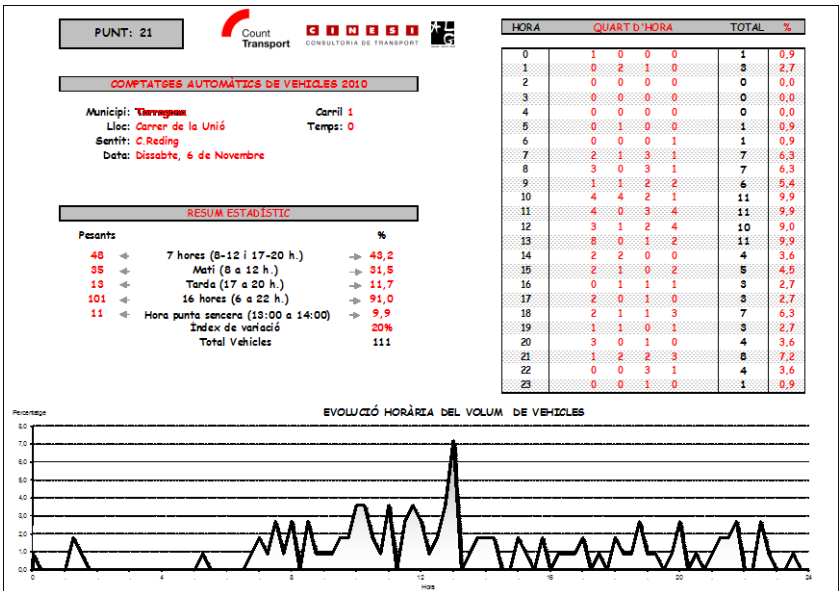 PUNT: 21
Count
Transport
CINESI
CONSULTORIA DE TRANSPORT
COMPTATGES AUTOMÀTICS DE VEHICLES 2010
Municipi: Tarragona Carril 1
Lloc: Carrer de la Unió Temps: 0
Sentit: C.Reding
Data: Dissabte, 6 de Novembre
RESUM ESTADÍSTIC
Pesants %
48 7 hores (8-12 i 17-20 h.) 43,2
35 Matí (8 a 12 h.) 31,5
13 Tarda (17 a 20 h.) 11,7
101 16 hores (6 a 22 h.) 91,0
11 Hora punta sencera (13:00 a 14:00) 9,9
Índex de variació 20%
Total Vehicles 111
HORA QUART D'HORA TOTAL %
0 1 0 0 0 1 0,9
1 0 2 1 0 3 2,7
2 0 0 0 0 0 0,0
3 0 0 0 0 0 0,0
4 0 0 0 0 0 0,0
5 0 1 0 0 1 0,9
6 0 0 0 1 1 0,9
7 2 1 3 1 7 6,3
8 3 0 3 1 7 6,3
9 1 1 2 2 6 5,4
10 4 4 2 1 11 9,9
11 4 0 3 4 11 9,9
12 3 1 2 4 10 9,0
13 8 0 1 2 11 9,9
14 2 2 0 0 4 3,6
15 2 1 0 2 5 4,5
16 0 1 1 1 3 2,7
17 2 0 1 0 3 2,7
18 2 1 1 3 7 6,3
19 1 1 0 1 3 2,7
20 3 0 1 0 4 3,6
21 1 2 2 3 8 7,2
22 0 0 3 1 4 3,6
23 0 0 1 0 1 0,9
EVOLUCIÓ HORÀRIA DEL VOLUM DE VEHICLES
Percentatge
8,0
7,0
6,0
5,0
4,0
3,0
2,0
1,0
0,0
0 4 8 12 16 20 24
Hora